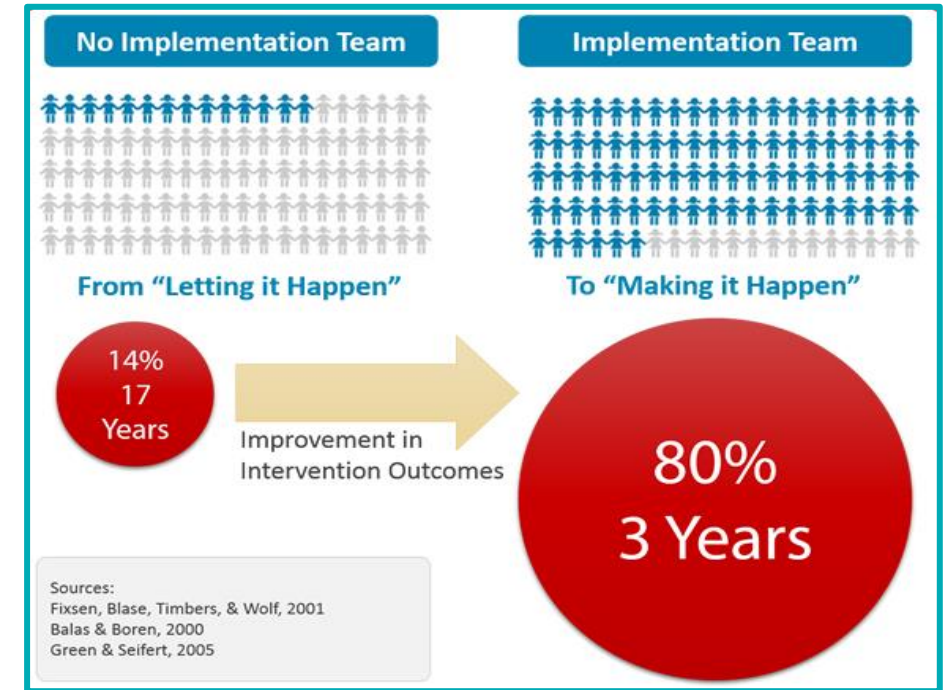 No Implementation Team
Implementation Team
From “Letting it Happen”
To “Making it Happen”
14%
17
Years
Improvement in
Intervention Outcomes
80%
3 Years
Sources:
Fixsen, Blase, Timbers, & Wolf, 2001
Balas & Boren, 2000
Green & Seifert, 2005